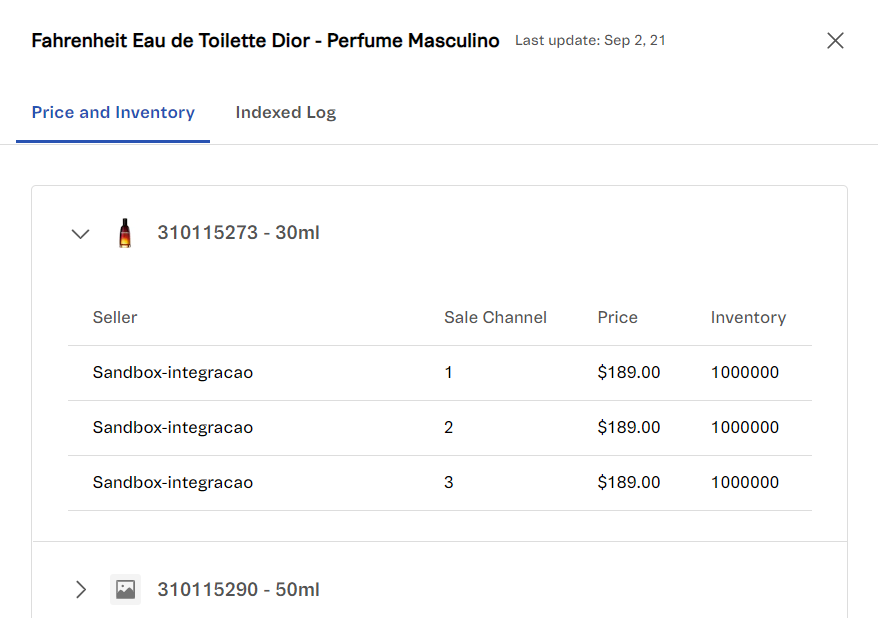 Fahrenheit Eau de Toilette Dior - Perfume Masculino Last update: Sep 2, 21
Price and Inventory Indexed Log
310115273 - 30ml
Seller Sale Channel Price Inventory
Sandbox-integracao 1 $189.00 1000000
Sandbox-integracao 2 $189.00 1000000
Sandbox-integracao 3 $189.00 1000000
310115290 - 50ml